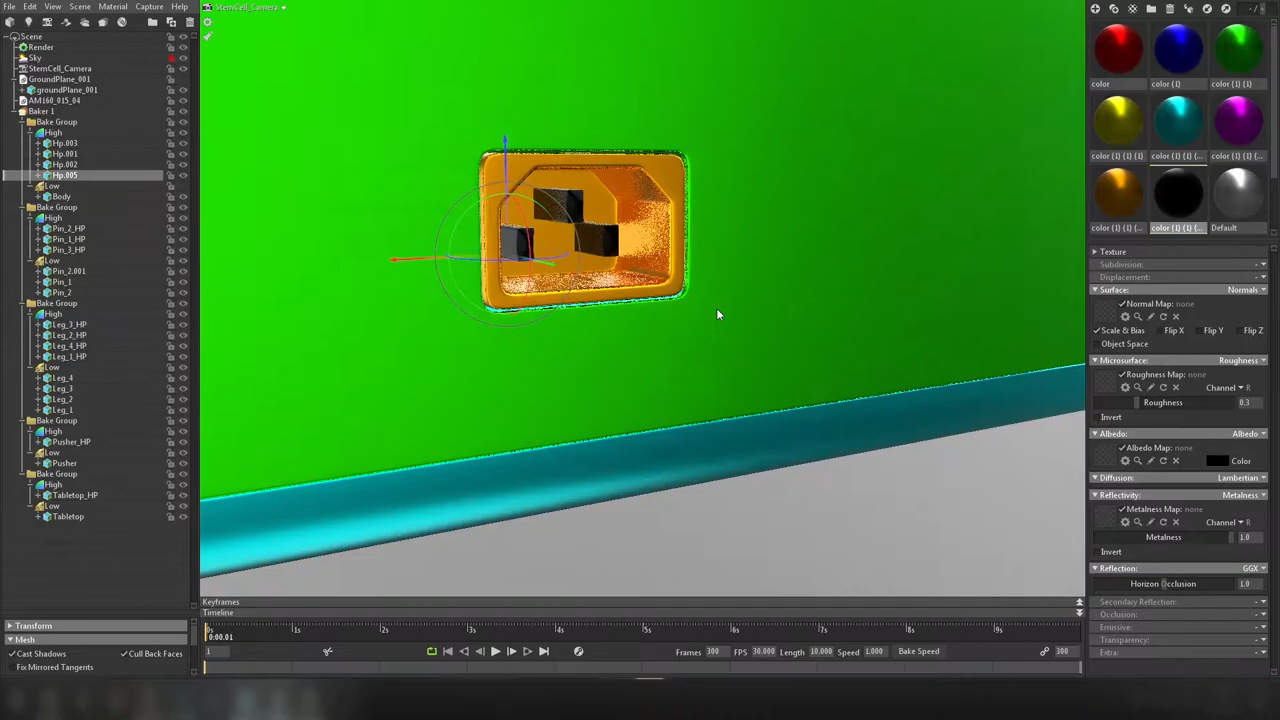 File Edit View Scene Material Capture Help
StemCell_Camera
Scene
Render
Sky
StemCell_Camera
GroundPlane_001
groundPlane_001
AM160_015_04
Baker 1
Bake Group
High
Hp.003
Hp.001
Hp.002
Hp.005
Low
Body
Bake Group
High
Pin_2_HP
Pin_1_HP
Pin_3_HP
Low
Pin_2.001
Pin_1
Pin_2
Bake Group
High
Leg_3_HP
Leg_2_HP
Leg_4_HP
Leg_1_HP
Low
Leg_4
Leg_3
Leg_2
Leg_1
Bake Group
High
Pusher_HP
Low
Pusher
Bake Group
High
Tabletop_HP
Low
Tabletop
Transform
Mesh
Cast Shadows Cull Back Faces
Fix Mirrored Tangents
Keyframes
Timeline
0s 1s 2s 3s 4s 5s 6s 7s 8s 9s
0:00.01
1 Frames 300 FPS 30.000 Length 10.000 Speed 1.000 Bake Speed 300
color color (1) color (1) (1)
color (1) (1) (1) color (1) (1) (... color (1) (1) (...
color (1) (1) (... color (1) (1) (... Default
Texture
Subdivision:
Displacement:
Surface: Normals
Normal Map: none
Scale & Bias Flip X Flip Y Flip Z
Object Space
Microsurface: Roughness
Roughness Map: none
Channel R
Roughness 0.3
Invert
Albedo: Albedo
Albedo Map: none
Color
Diffusion: Lambertian
Reflectivity: Metalness
Metalness Map: none
Channel R
Metalness 1.0
Invert
Reflection: GGX
Horizon Occlusion 1.0
Secondary Reflection:
Occlusion:
Emissive:
Transparency:
Extra: